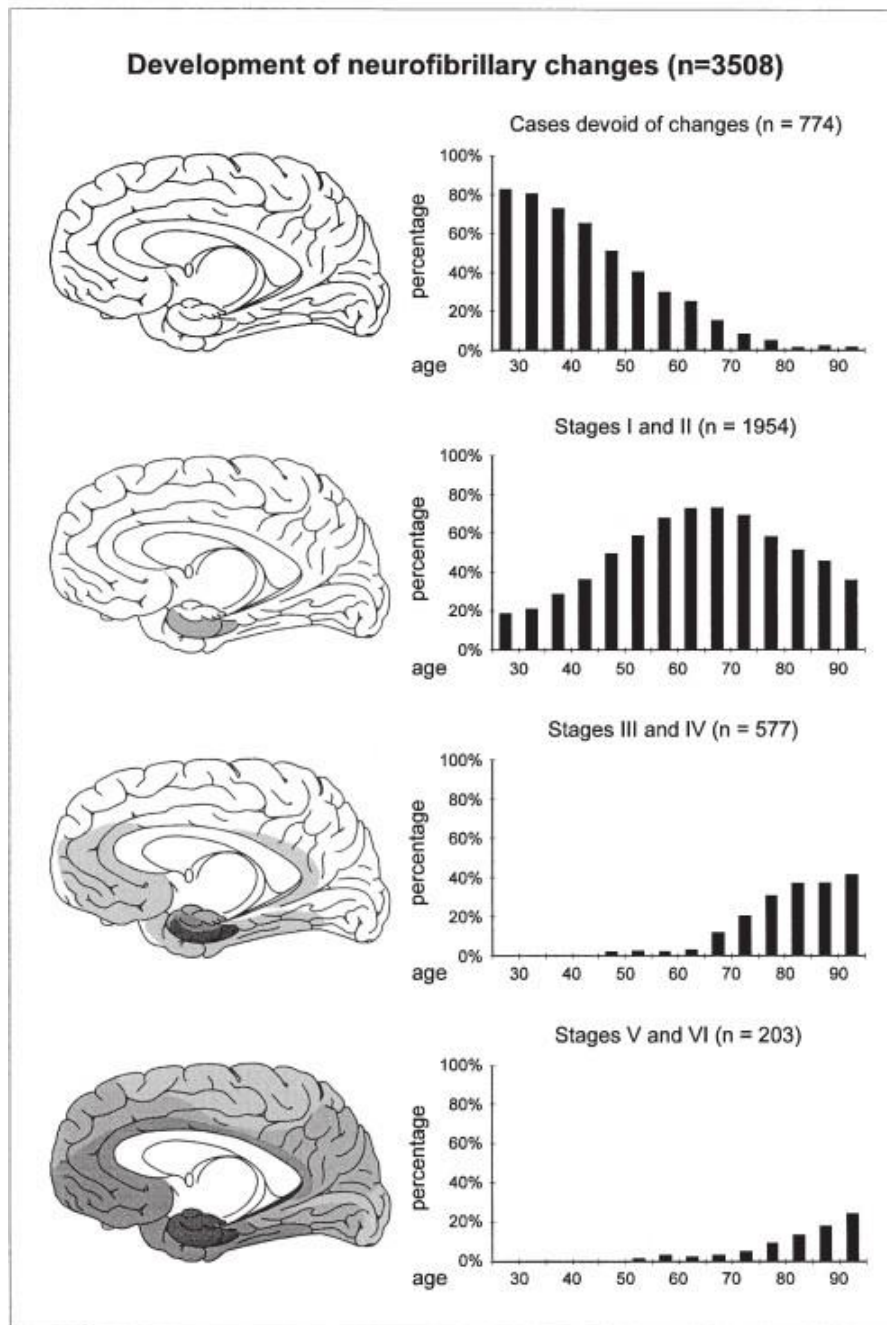 Development of neurofibrillary changes (n=3508)
Cases devoid of changes (n = 774)
100%
80%
60%
40%
20%
0%
percentage
age
30 40 50 60 70 80 90
Stages I and II (n = 1954)
100%
80%
60%
40%
20%
0%
percentage
age
30 40 50 60 70 80 90
Stages III and IV (n = 577)
100%
80%
60%
40%
20%
0%
percentage
age
30 40 50 60 70 80 90
Stages V and VI (n = 203)
100%
80%
60%
40%
20%
0%
percentage
age
30 40 50 60 70 80 90